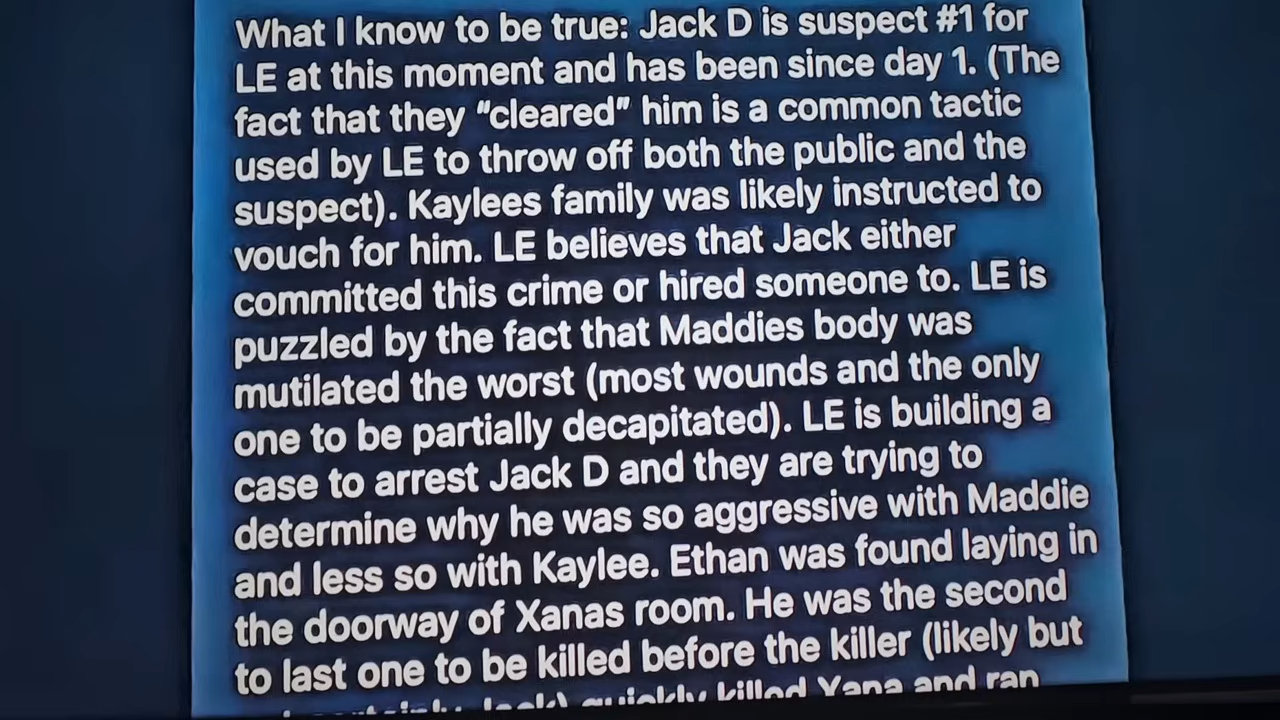 What I know to be true: Jack D is suspect #1 for
LE at this moment and has been since day 1. (The
fact that they “cleared” him is a common tactic
used by LE to throw off both the public and the
suspect). Kaylees family was likely instructed to
vouch for him. LE believes that Jack either
committed this crime or hired someone to. LE is
puzzled by the fact that Maddies body was
mutilated the worst (most wounds and the only
one to be partially decapitated). LE is building a
case to arrest Jack D and they are trying to
determine why he was so aggressive with Maddie
and less so with Kaylee. Ethan was found laying in
the doorway of Xanas room. He was the second
to last one to be killed before the killer (likely but
Jack) quickly killed Xana and ran